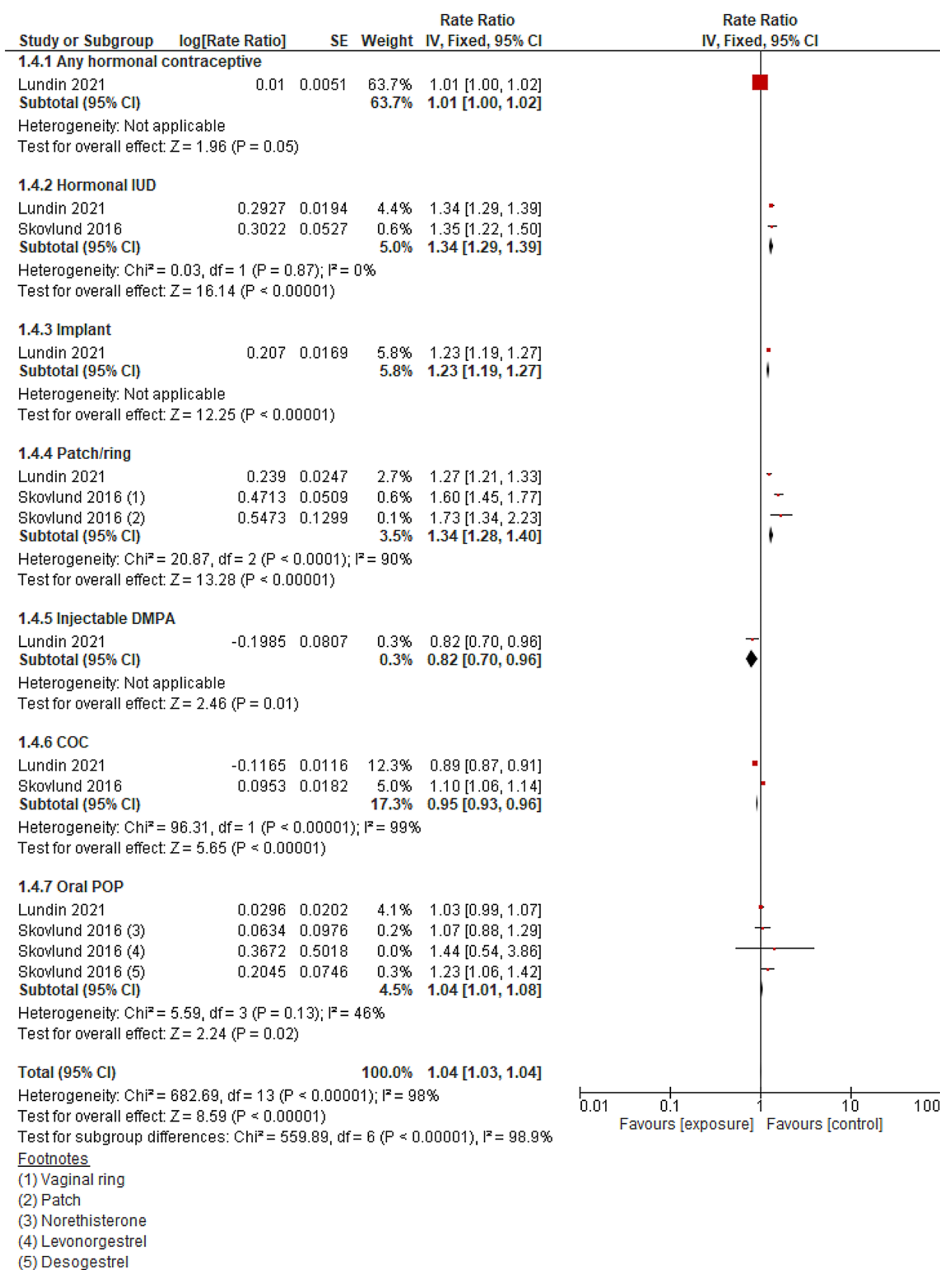 Rate Ratio Rate Ratio
Study or Subgroup log[Rate Ratio] SE Weight IV, Fixed, 95% CI IV, Fixed, 95% CI
1.4.1 Any hormonal contraceptive
Lundin 2021 0.01 0.0051 63.7% 1.01 [1.00, 1.02]
Subtotal (95% CI) 63.7% 1.01 [1.00, 1.02]
Heterogeneity: Not applicable
Test for overall effect: Z = 1.96 (P = 0.05)
1.4.2 Hormonal IUD
Lundin 2021 0.2927 0.0194 4.4% 1.34 [1.29, 1.39]
Skovlund 2016 0.3022 0.0527 0.6% 1.35 [1.22, 1.50]
Subtotal (95% CI) 5.0% 1.34 [1.29, 1.39]
Heterogeneity: Chi² = 0.03, df = 1 (P = 0.87); I² = 0%
Test for overall effect: Z = 16.14 (P < 0.00001)
1.4.3 Implant
Lundin 2021 0.207 0.0169 5.8% 1.23 [1.19, 1.27]
Subtotal (95% CI) 5.8% 1.23 [1.19, 1.27]
Heterogeneity: Not applicable
Test for overall effect: Z = 12.25 (P < 0.00001)
1.4.4 Patch/ring
Lundin 2021 0.239 0.0247 2.7% 1.27 [1.21, 1.33]
Skovlund 2016 (1) 0.4713 0.0509 0.6% 1.60 [1.45, 1.77]
Skovlund 2016 (2) 0.5473 0.1299 0.1% 1.73 [1.34, 2.23]
Subtotal (95% CI) 3.5% 1.34 [1.28, 1.40]
Heterogeneity: Chi² = 20.87, df = 2 (P < 0.0001); I² = 90%
Test for overall effect: Z = 13.28 (P < 0.00001)
1.4.5 Injectable DMPA
Lundin 2021 -0.1985 0.0807 0.3% 0.82 [0.70, 0.96]
Subtotal (95% CI) 0.3% 0.82 [0.70, 0.96]
Heterogeneity: Not applicable
Test for overall effect: Z = 2.46 (P = 0.01)
1.4.6 COC
Lundin 2021 -0.1165 0.0116 12.3% 0.89 [0.87, 0.91]
Skovlund 2016 0.0953 0.0182 5.0% 1.10 [1.06, 1.14]
Subtotal (95% CI) 17.3% 0.95 [0.93, 0.96]
Heterogeneity: Chi² = 96.31, df = 1 (P < 0.00001); I² = 99%
Test for overall effect: Z = 5.65 (P < 0.00001)
1.4.7 Oral POP
Lundin 2021 0.0296 0.0202 4.1% 1.03 [0.99, 1.07]
Skovlund 2016 (3) 0.0634 0.0976 0.2% 1.07 [0.88, 1.29]
Skovlund 2016 (4) 0.3672 0.5018 0.0% 1.44 [0.54, 3.86]
Skovlund 2016 (5) 0.2045 0.0746 0.3% 1.23 [1.06, 1.42]
Subtotal (95% CI) 4.5% 1.04 [1.01, 1.08]
Heterogeneity: Chi² = 5.59, df = 3 (P = 0.13); I² = 46%
Test for overall effect: Z = 2.24 (P = 0.02)
Total (95% CI) 100.0% 1.04 [1.03, 1.04]
Heterogeneity: Chi² = 682.69, df = 13 (P < 0.00001); I² = 98%
Test for overall effect: Z = 8.59 (P < 0.00001)
Test for subgroup differences: Chi² = 559.89, df = 6 (P < 0.00001), I² = 98.9%
0.01 0.1 1 10 100
Favours [exposure] Favours [control]
Footnotes
(1) Vaginal ring
(2) Patch
(3) Norethisterone
(4) Levonorgestrel
(5) Desogestrel